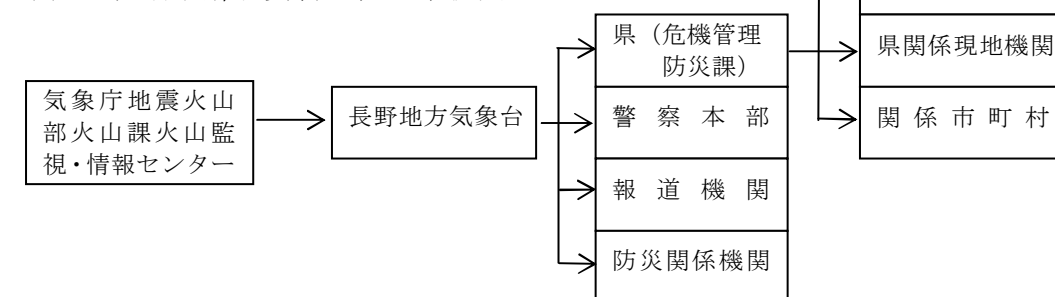 気象庁地震火山
部火山課火山監
視・情報センター
長野地方気象台
県（危機管理
防災課）
警察本部
報道機関
防災関係機関
県関係現地機関
関係市町村